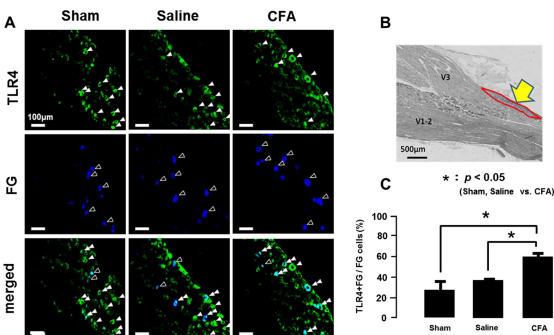 A
Sham
Saline
CFA
TLR4
100μm
FG
merged
B
V3
V1-2
500μm
* : p < 0.05
(Sham, Saline vs. CFA)
C
TLR4+FG / FG cells (%)
100
80
60
40
20
0
*
*
Sham
Saline
CFA